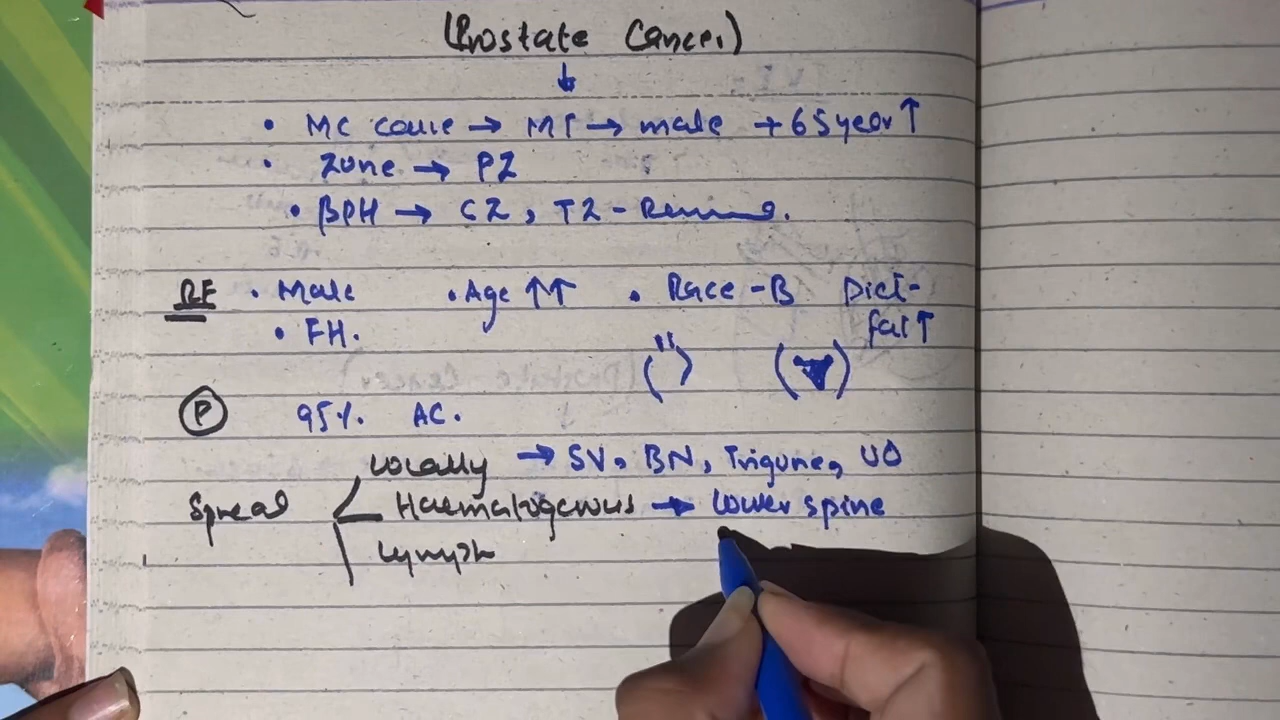 (Prostate Cancer)
↓
• MC cause → MT → male → 65 year ↑
• Zone → PZ
• BPH → CZ, TZ -
RF • Male • Age ↑↑ • Race - B Diet -
• FH. fat ↑
(P) 95%. AC.
Locally → SV, BN, Trigone, UO
Spread Haematogenous → lower spine
Lymph